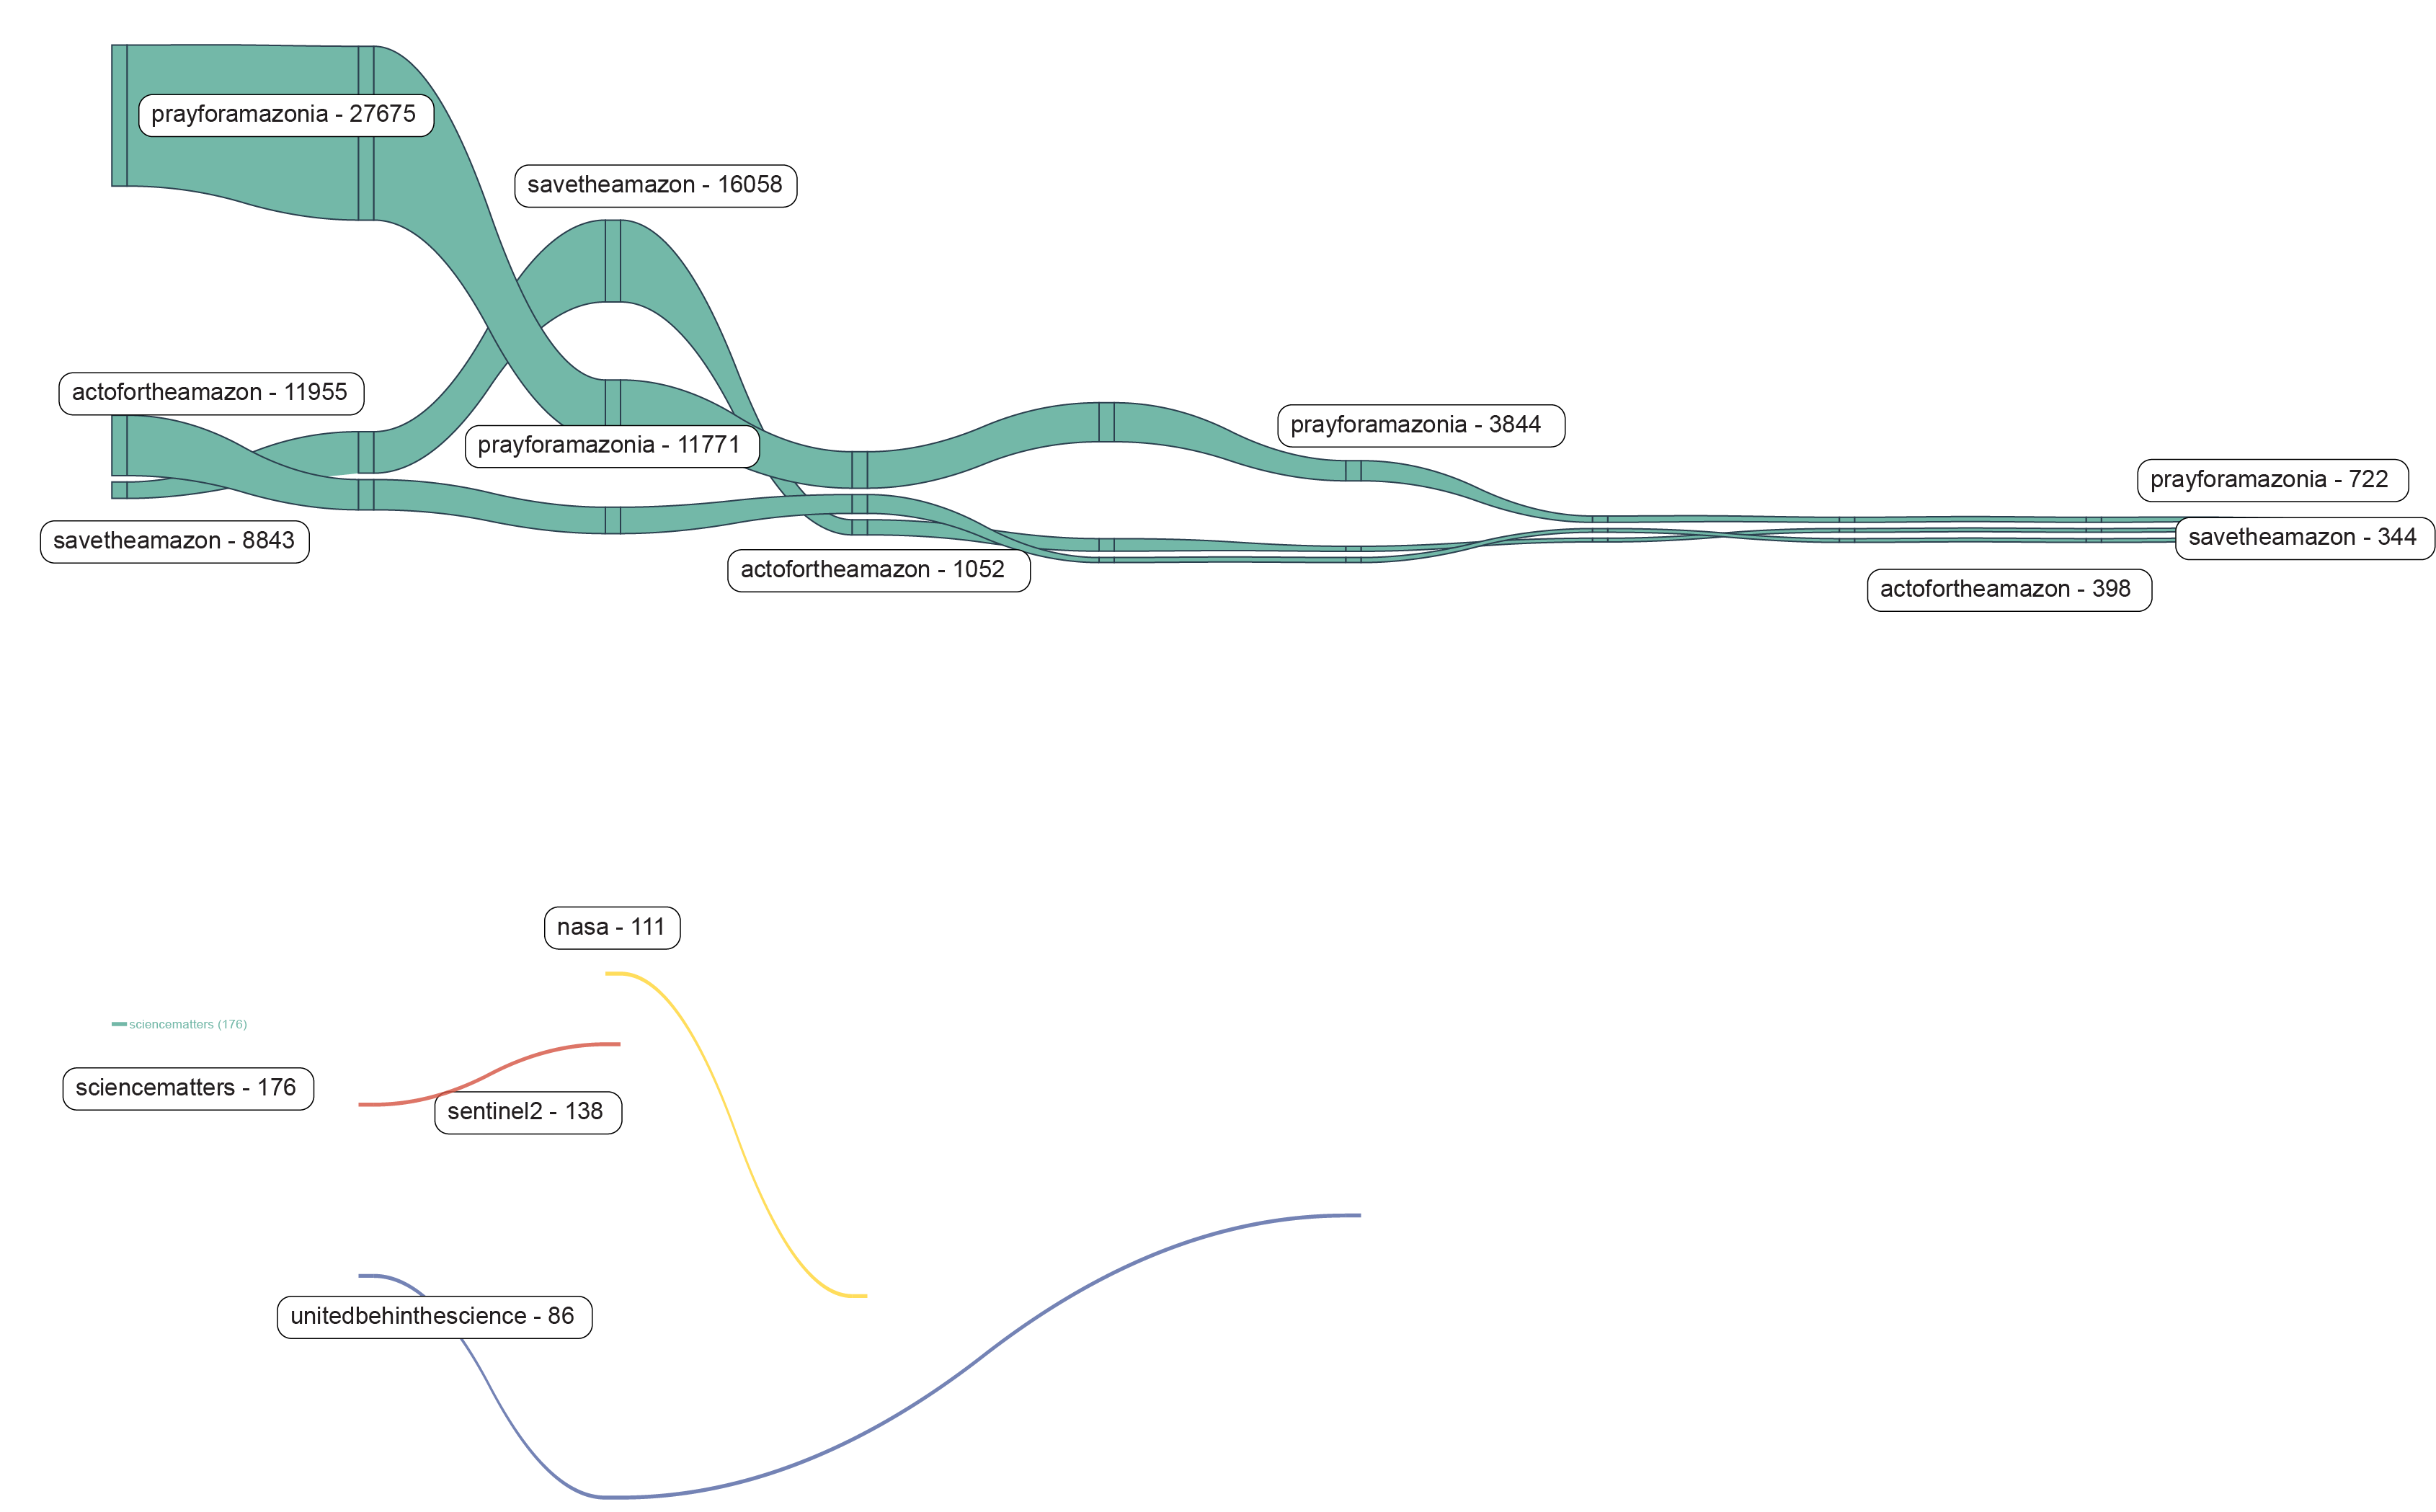 prayforamazonia - 27675
savetheamazon - 16058
actofortheamazon - 11955
prayforamazonia - 11771
prayforamazonia - 3844
prayforamazonia - 722
savetheamazon - 344
savetheamazon - 8843
actofortheamazon - 1052
actofortheamazon - 398
nasa - 111
sciencematters (176)
sciencematters - 176
sentinel2 - 138
unitedbehinthescience - 86